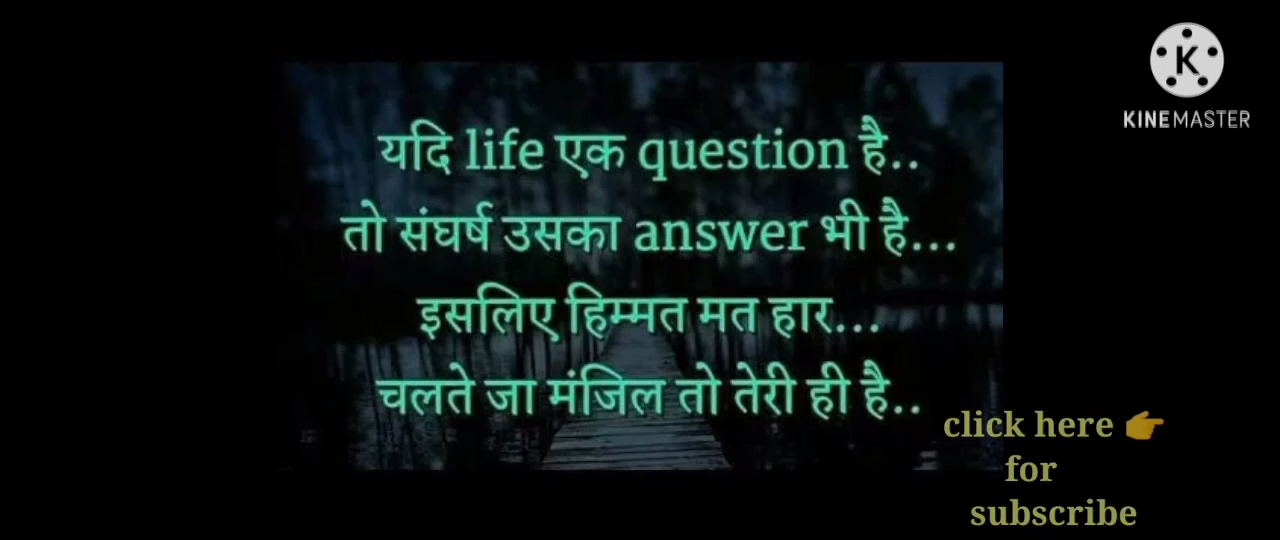 यदि life एक question है..
तो संघर्ष उसका answer भी है...
इसलिए हिम्मत मत हार...
चलते जा मंजिल तो तेरी ही है..
K
KINEMASTER
click here 👉
for
subscribe